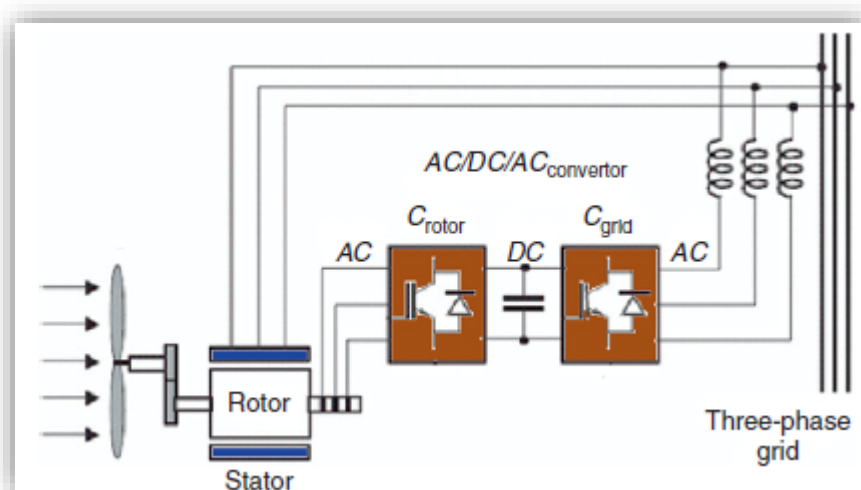 AC/DC/ACconvertor
Crotor
Cgrid
AC
DC
AC
Rotor
Stator
Three-phase
grid